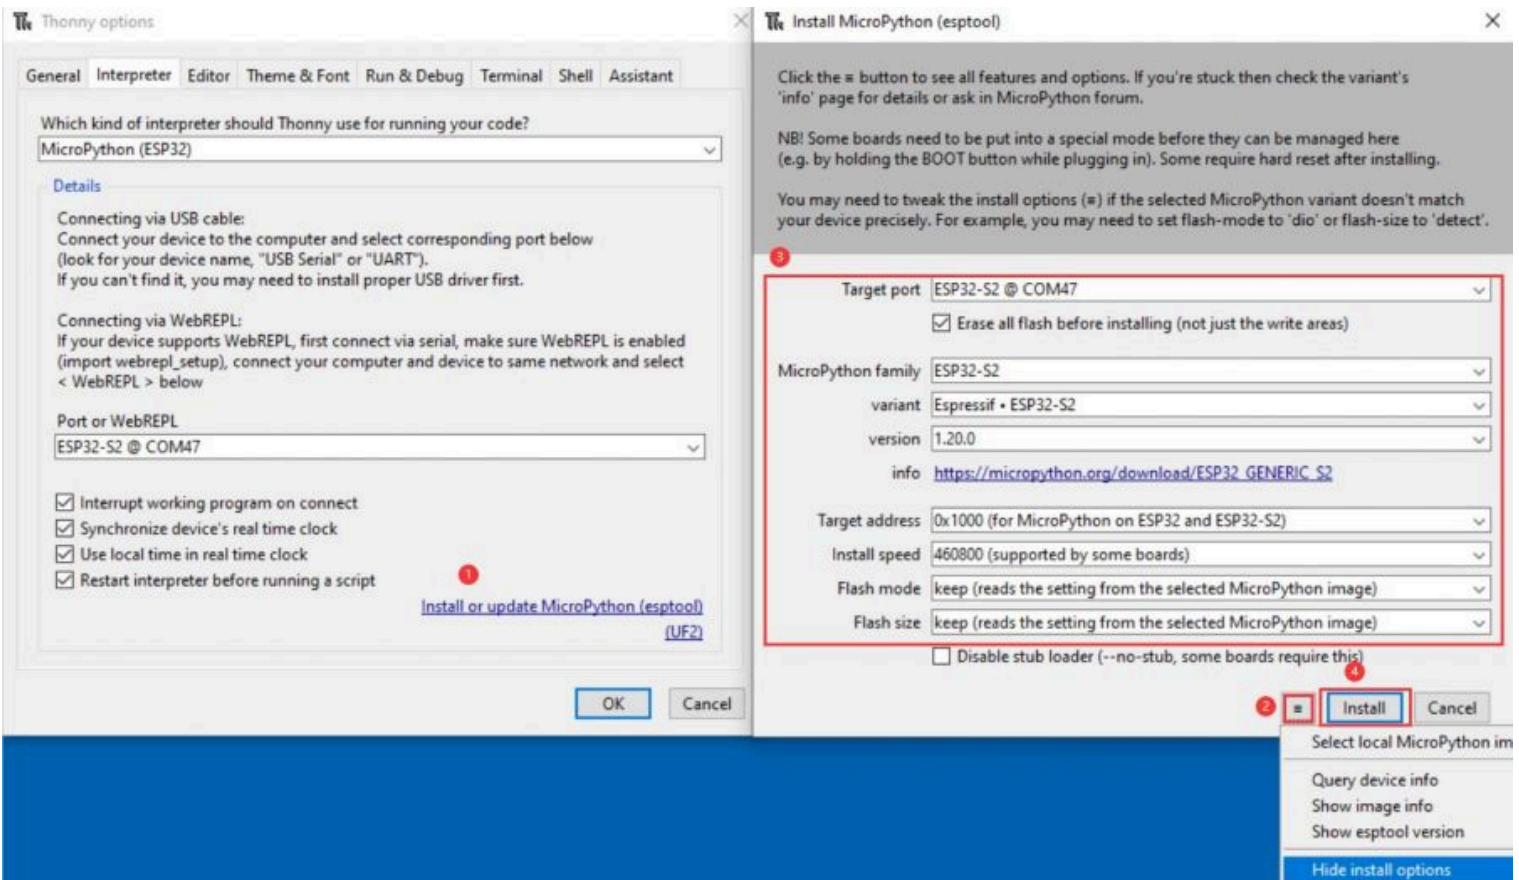 Thonny options
General Interpreter Editor Theme & Font Run & Debug Terminal Shell Assistant
Which kind of interpreter should Thonny use for running your code?
MicroPython (ESP32)
Details
Connecting via USB cable:
Connect your device to the computer and select corresponding port below
(look for your device name, "USB Serial" or "UART").
If you can't find it, you may need to install proper USB driver first.
Connecting via WebREPL:
If your device supports WebREPL, first connect via serial, make sure WebREPL is enabled
(import webrepl_setup), connect your computer and device to same network and select
< WebREPL > below
Port or WebREPL
ESP32-S2 @ COM47
Interrupt working program on connect
Synchronize device's real time clock
Use local time in real time clock
Restart interpreter before running a script
1
Install or update MicroPython (esptool)
(UF2)
OK Cancel
Install MicroPython (esptool)
Click the ≡ button to see all features and options. If you're stuck then check the variant's
'info' page for details or ask in MicroPython forum.
NB! Some boards need to be put into a special mode before they can be managed here
(e.g. by holding the BOOT button while plugging in). Some require hard reset after installing.
You may need to tweak the install options (≡) if the selected MicroPython variant doesn't match
your device precisely. For example, you may need to set flash-mode to 'dio' or flash-size to 'detect'.
3
Target port ESP32-S2 @ COM47
Erase all flash before installing (not just the write areas)
MicroPython family ESP32-S2
variant Espressif • ESP32-S2
version 1.20.0
info https://micropython.org/download/ESP32_GENERIC_S2
Target address 0x1000 (for MicroPython on ESP32 and ESP32-S2)
Install speed 460800 (supported by some boards)
Flash mode keep (reads the setting from the selected MicroPython image)
Flash size keep (reads the setting from the selected MicroPython image)
Disable stub loader (--no-stub, some boards require this)
4
2 ≡ Install Cancel
Select local MicroPython im
Query device info
Show image info
Show esptool version
Hide install options